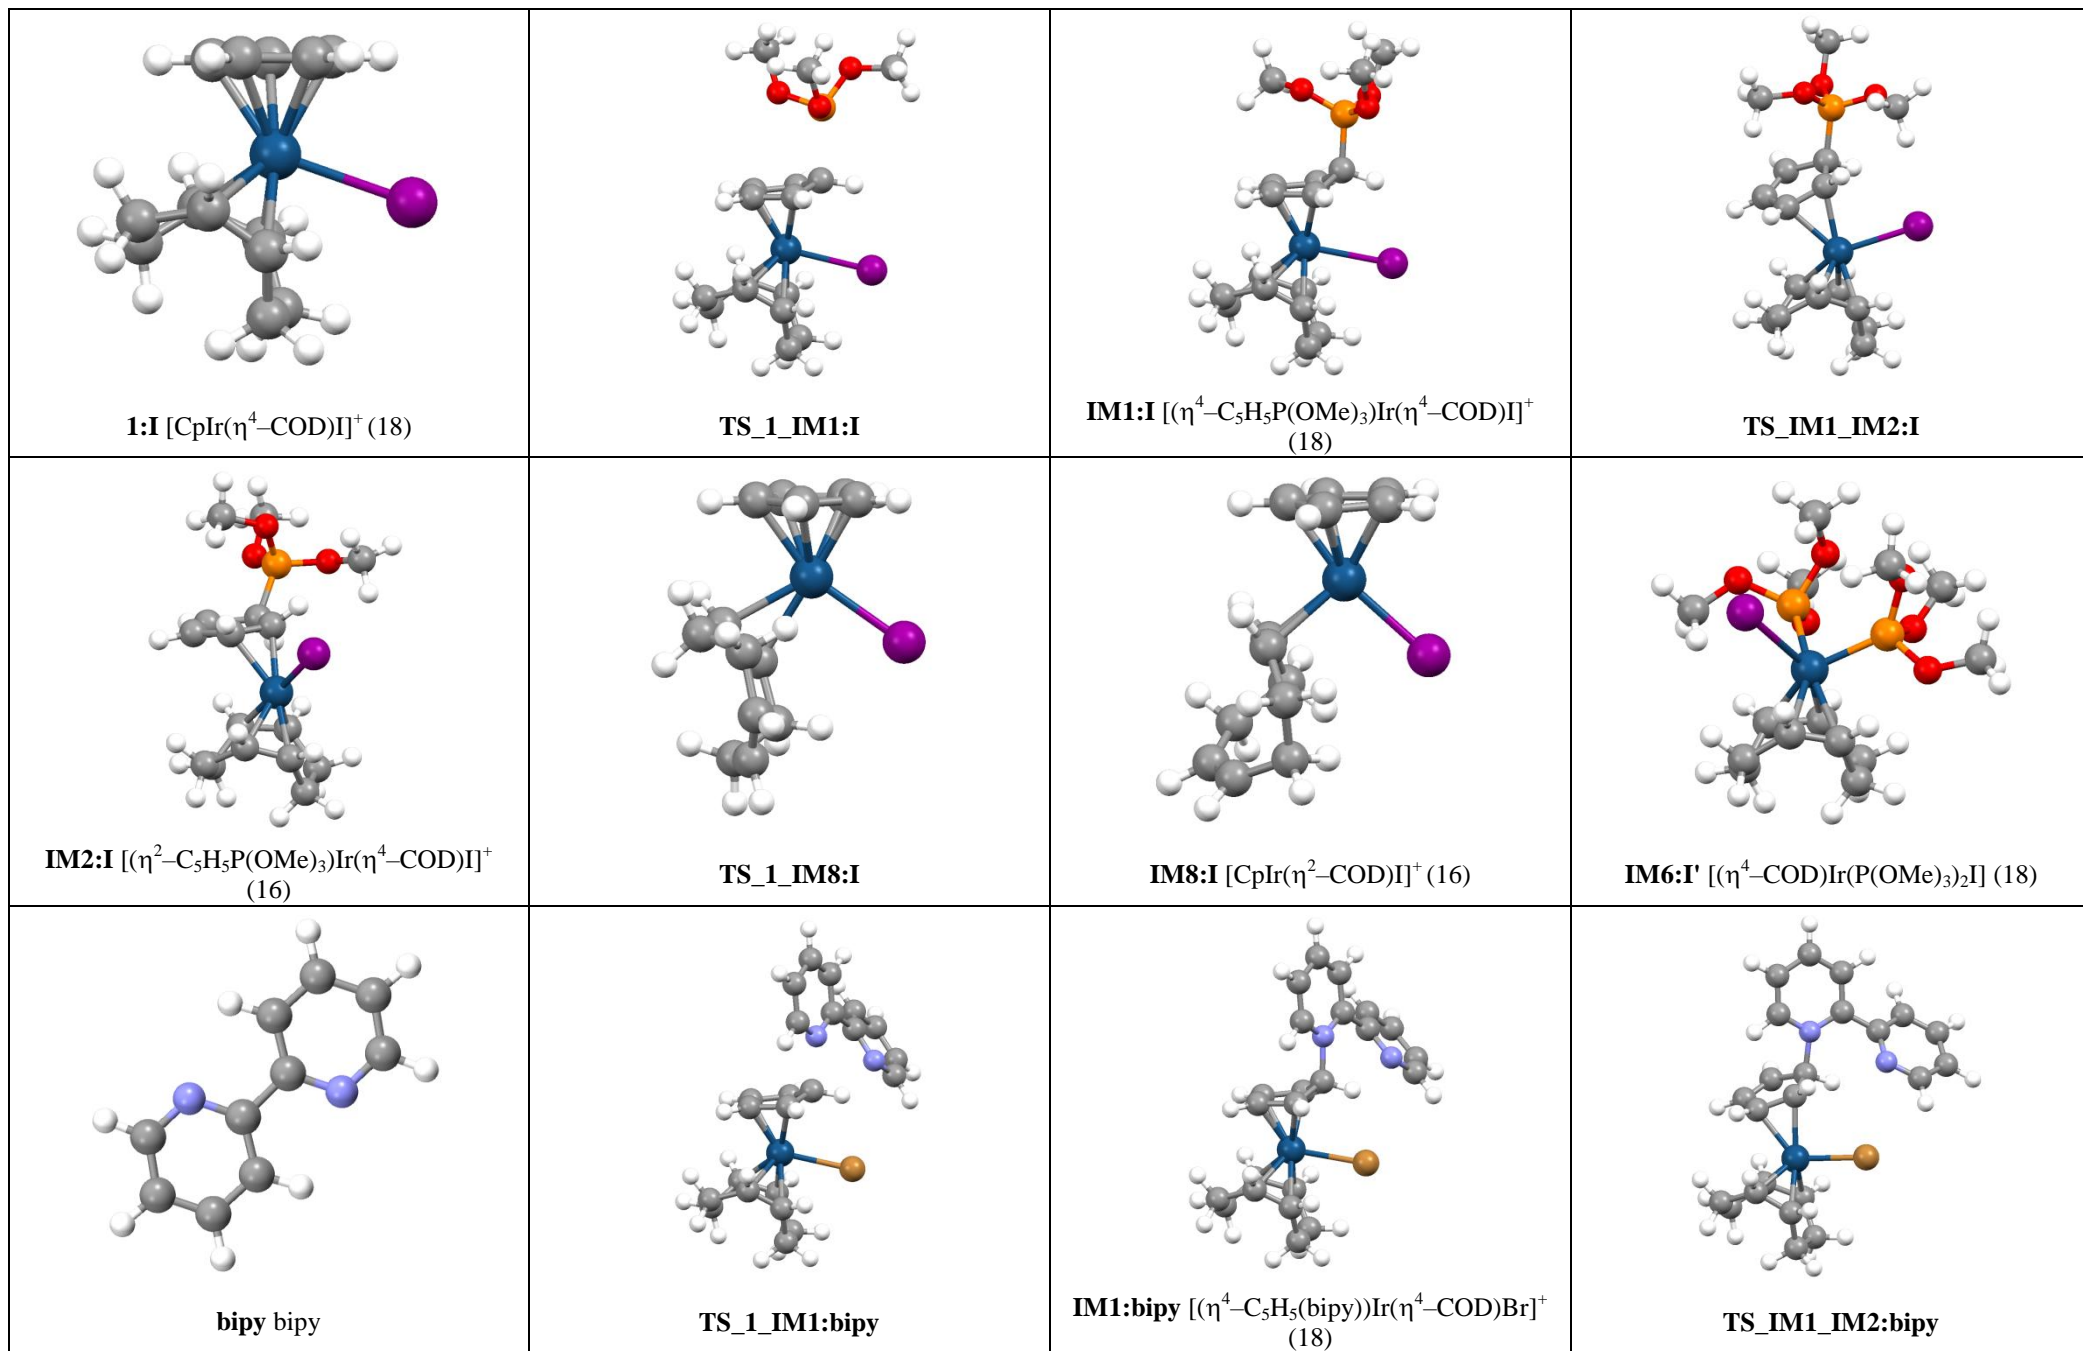 1:I [CpIr(η⁴–COD)I]⁺ (18)
TS_1_IM1:I
IM1:I [(η⁴–C₅H₅P(OMe)₃)Ir(η⁴–COD)I]⁺
(18)
TS_IM1_IM2:I
IM2:I [(η²–C₅H₅P(OMe)₃)Ir(η⁴–COD)I]⁺
(16)
TS_1_IM8:I
IM8:I [CpIr(η²–COD)I]⁺ (16)
IM6:I' [(η⁴–COD)Ir(P(OMe)₃)₂I] (18)
bipy bipy
TS_1_IM1:bipy
IM1:bipy [(η⁴–C₅H₅(bipy))Ir(η⁴–COD)Br]⁺
(18)
TS_IM1_IM2:bipy